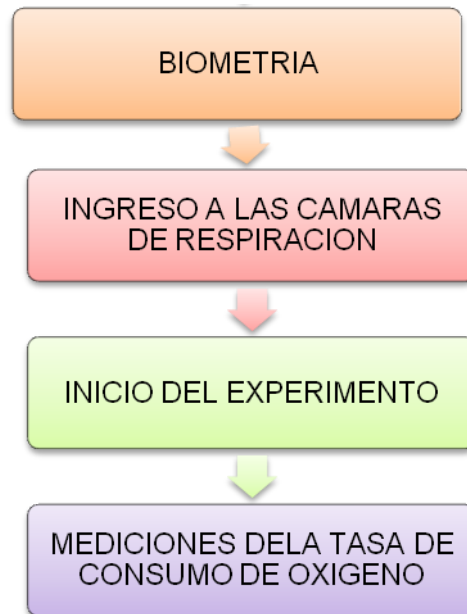 BIOMETRIA
INGRESO A LAS CAMARAS
DE RESPIRACION
INICIO DEL EXPERIMENTO
MEDICIONES DELA TASA DE
CONSUMO DE OXIGENO